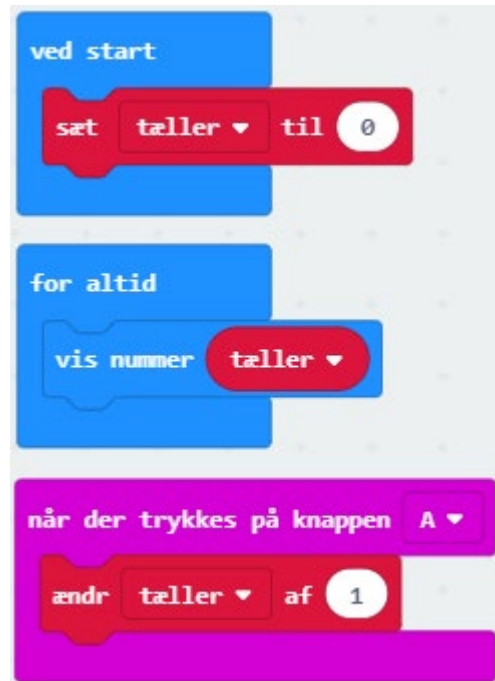 ved start
sæt tæller til 0
for altid
vis nummer tæller
når der trykkes på knappen A
ændr tæller af 1